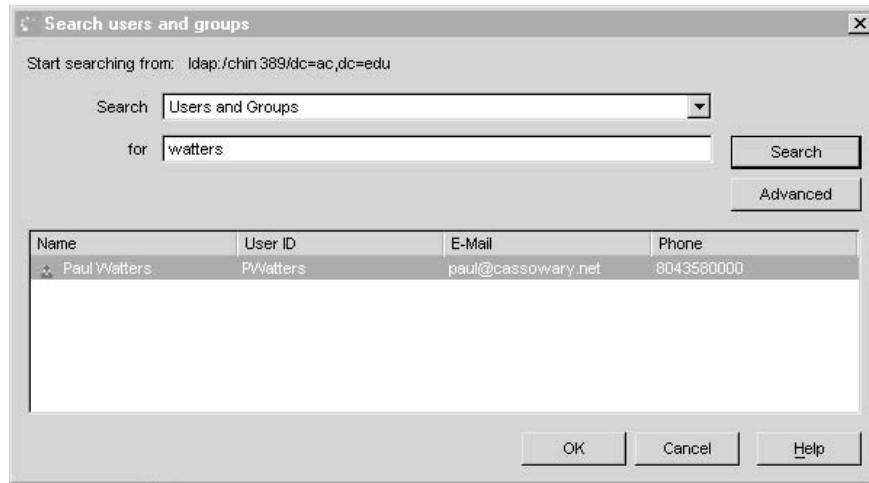 Search users and groups
Start searching from: ldap:/chin 389/dc=ac,dc=edu
Search Users and Groups
for watters
Search
Advanced
Name User ID E-Mail Phone
Paul Watters PWatters paul@cassowary.net 8043580000
OK Cancel Help